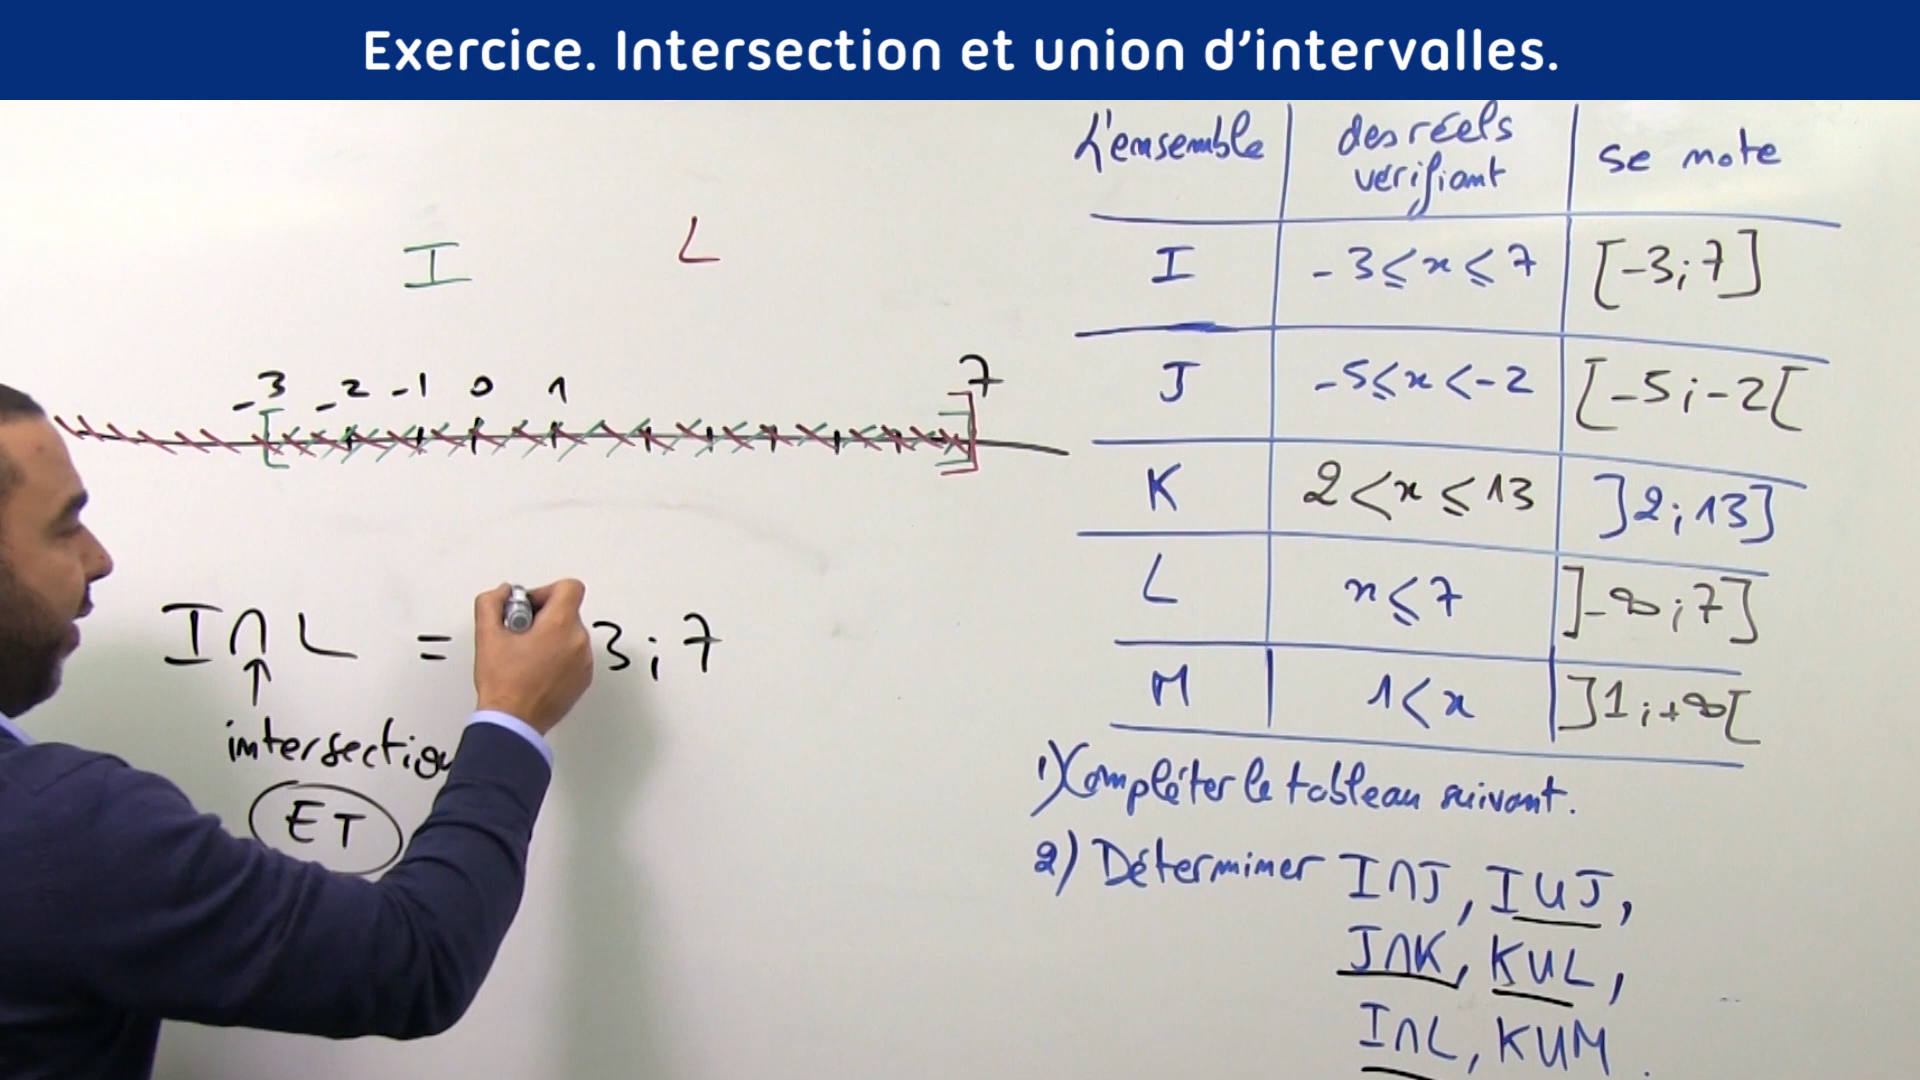 Exercice. Intersection et union d'intervalles.
I L
-3 -2 -1 0 1 7
I∩L = 3;7
↑
intersection
ET
L'ensemble | des réels vérifiant | se note
I | -3≤x≤7 | [-3;7]
J | -5≤x<-2 | [-5;-2[
K | 2<x≤13 | ]2;13]
L | x≤7 | ]-∞;7]
M | 1<x | ]1;+∞[
1) Compléter le tableau suivant.
2) Déterminer I∩J, I∪J,
J∩K, K∪L,
I∩L, K∪M.